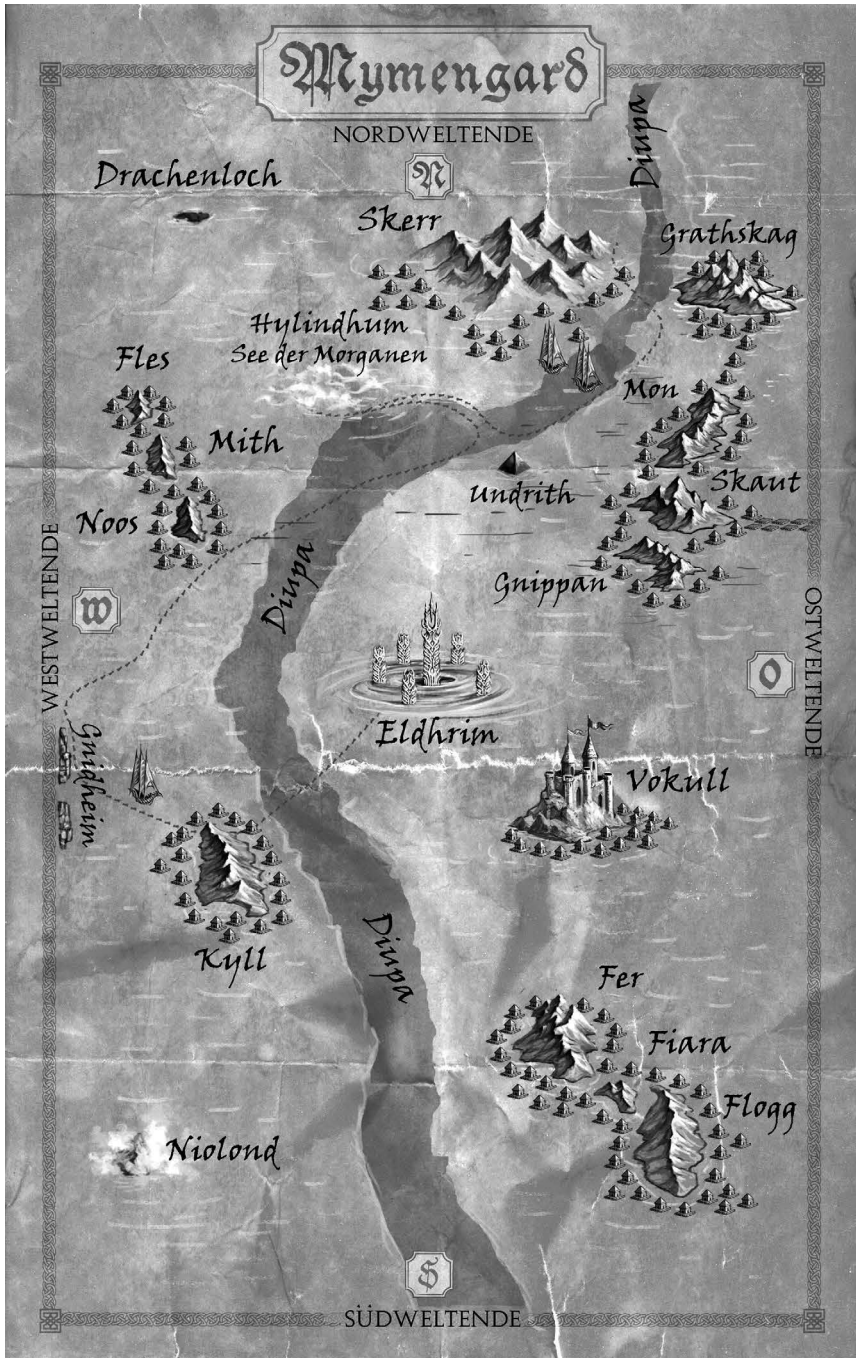 Mymengard
NORDWELTENDE
N
Diupa
Drachenloch
Skerr
Grathskag
Hylindhum
See der Morganen
Fles
Mon
Mith
Skaut
Undrith
Noos
Gnippan
Diupa
WESTWELTENDE
W
OSTWELTENDE
O
Eldhrim
Gnidheim
Vokull
Kyll
Diupa
Fer
Fiara
Flogg
Niolond
S
SÜDWELTENDE